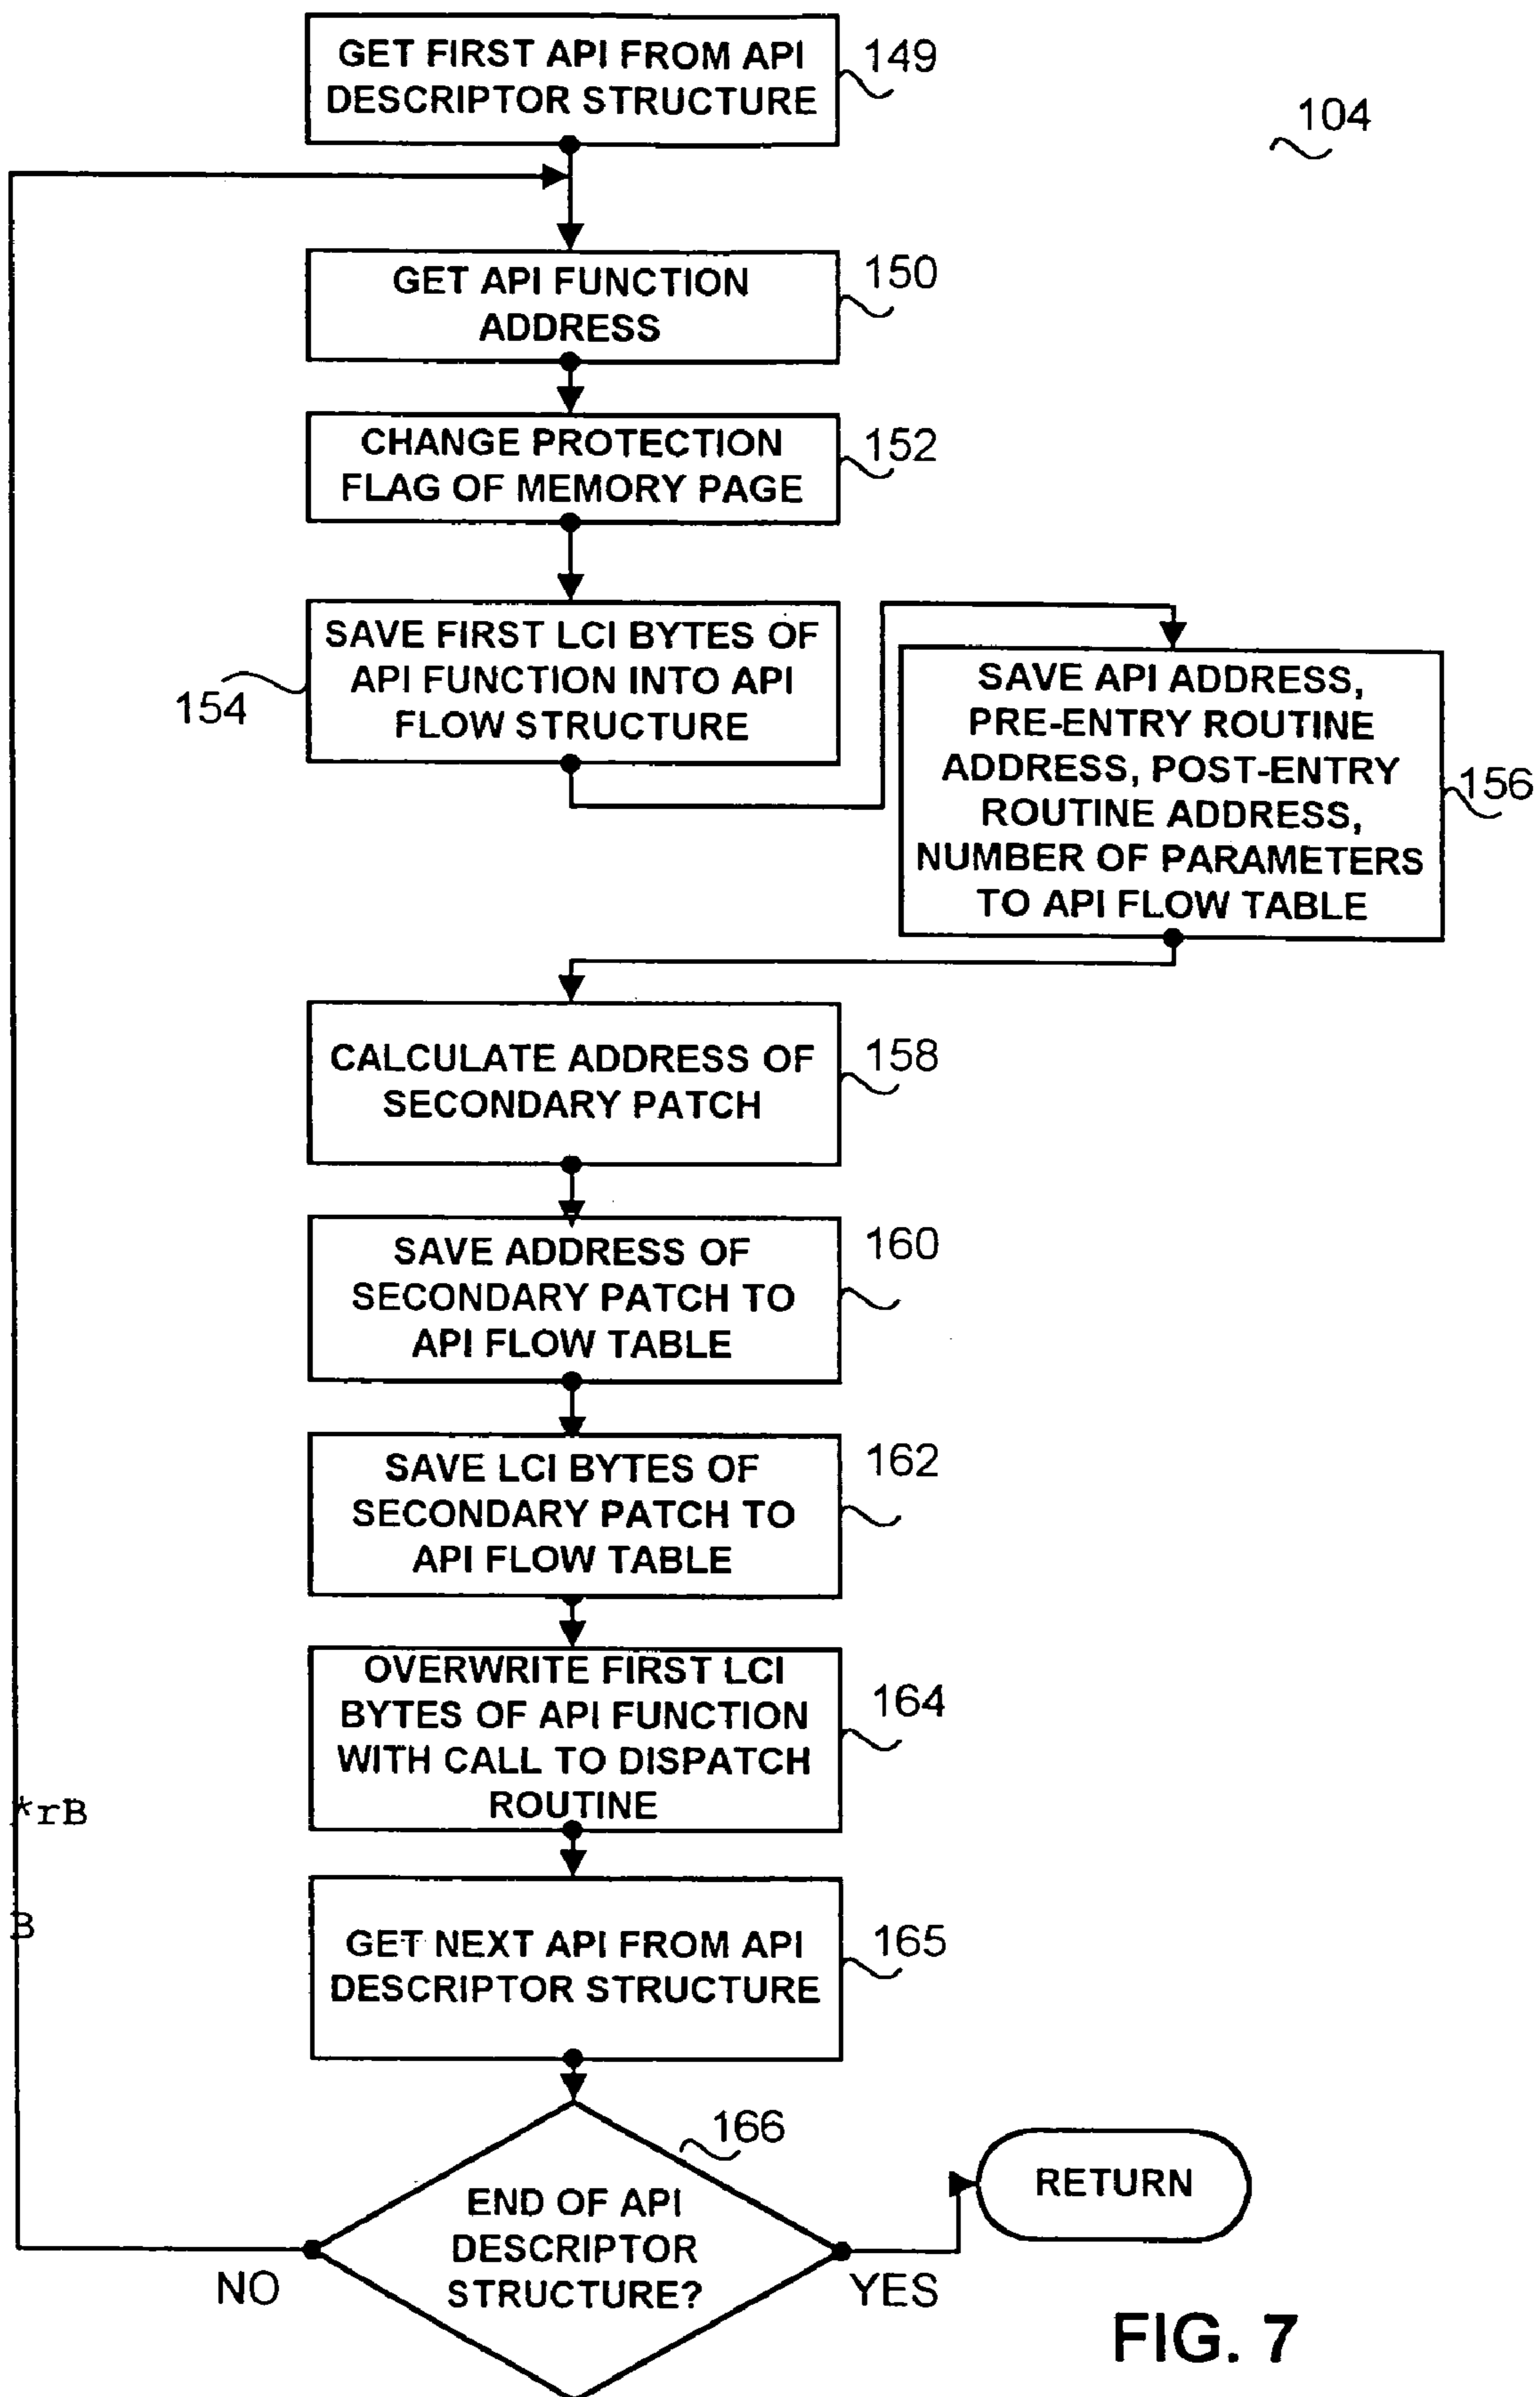 GET FIRST API FROM API
DESCRIPTOR STRUCTURE
149
104
GET API FUNCTION
ADDRESS
150
CHANGE PROTECTION
FLAG OF MEMORY PAGE
152
SAVE FIRST LCI BYTES OF
API FUNCTION INTO API
FLOW STRUCTURE
154
SAVE API ADDRESS,
PRE-ENTRY ROUTINE
ADDRESS, POST-ENTRY
ROUTINE ADDRESS,
NUMBER OF PARAMETERS
TO API FLOW TABLE
156
CALCULATE ADDRESS OF
SECONDARY PATCH
158
SAVE ADDRESS OF
SECONDARY PATCH TO
API FLOW TABLE
160
SAVE LCI BYTES OF
SECONDARY PATCH TO
API FLOW TABLE
162
OVERWRITE FIRST LCI
BYTES OF API FUNCTION
WITH CALL TO DISPATCH
ROUTINE
164
*rB
B
GET NEXT API FROM API
DESCRIPTOR STRUCTURE
165
166
END OF API
DESCRIPTOR
STRUCTURE?
RETURN
NO
YES
FIG. 7